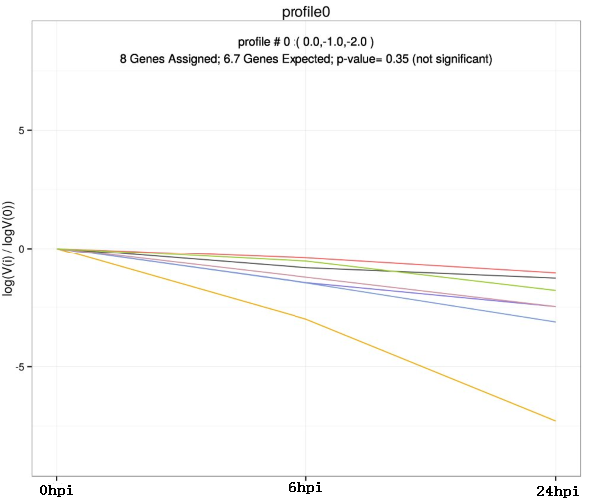 profile0
profile # 0 :( 0.0,-1.0,-2.0 )
8 Genes Assigned; 6.7 Genes Expected; p-value= 0.35 (not significant)
5
0
-5
log(V(i) / logV(0))
0hpi
6hpi
24hpi